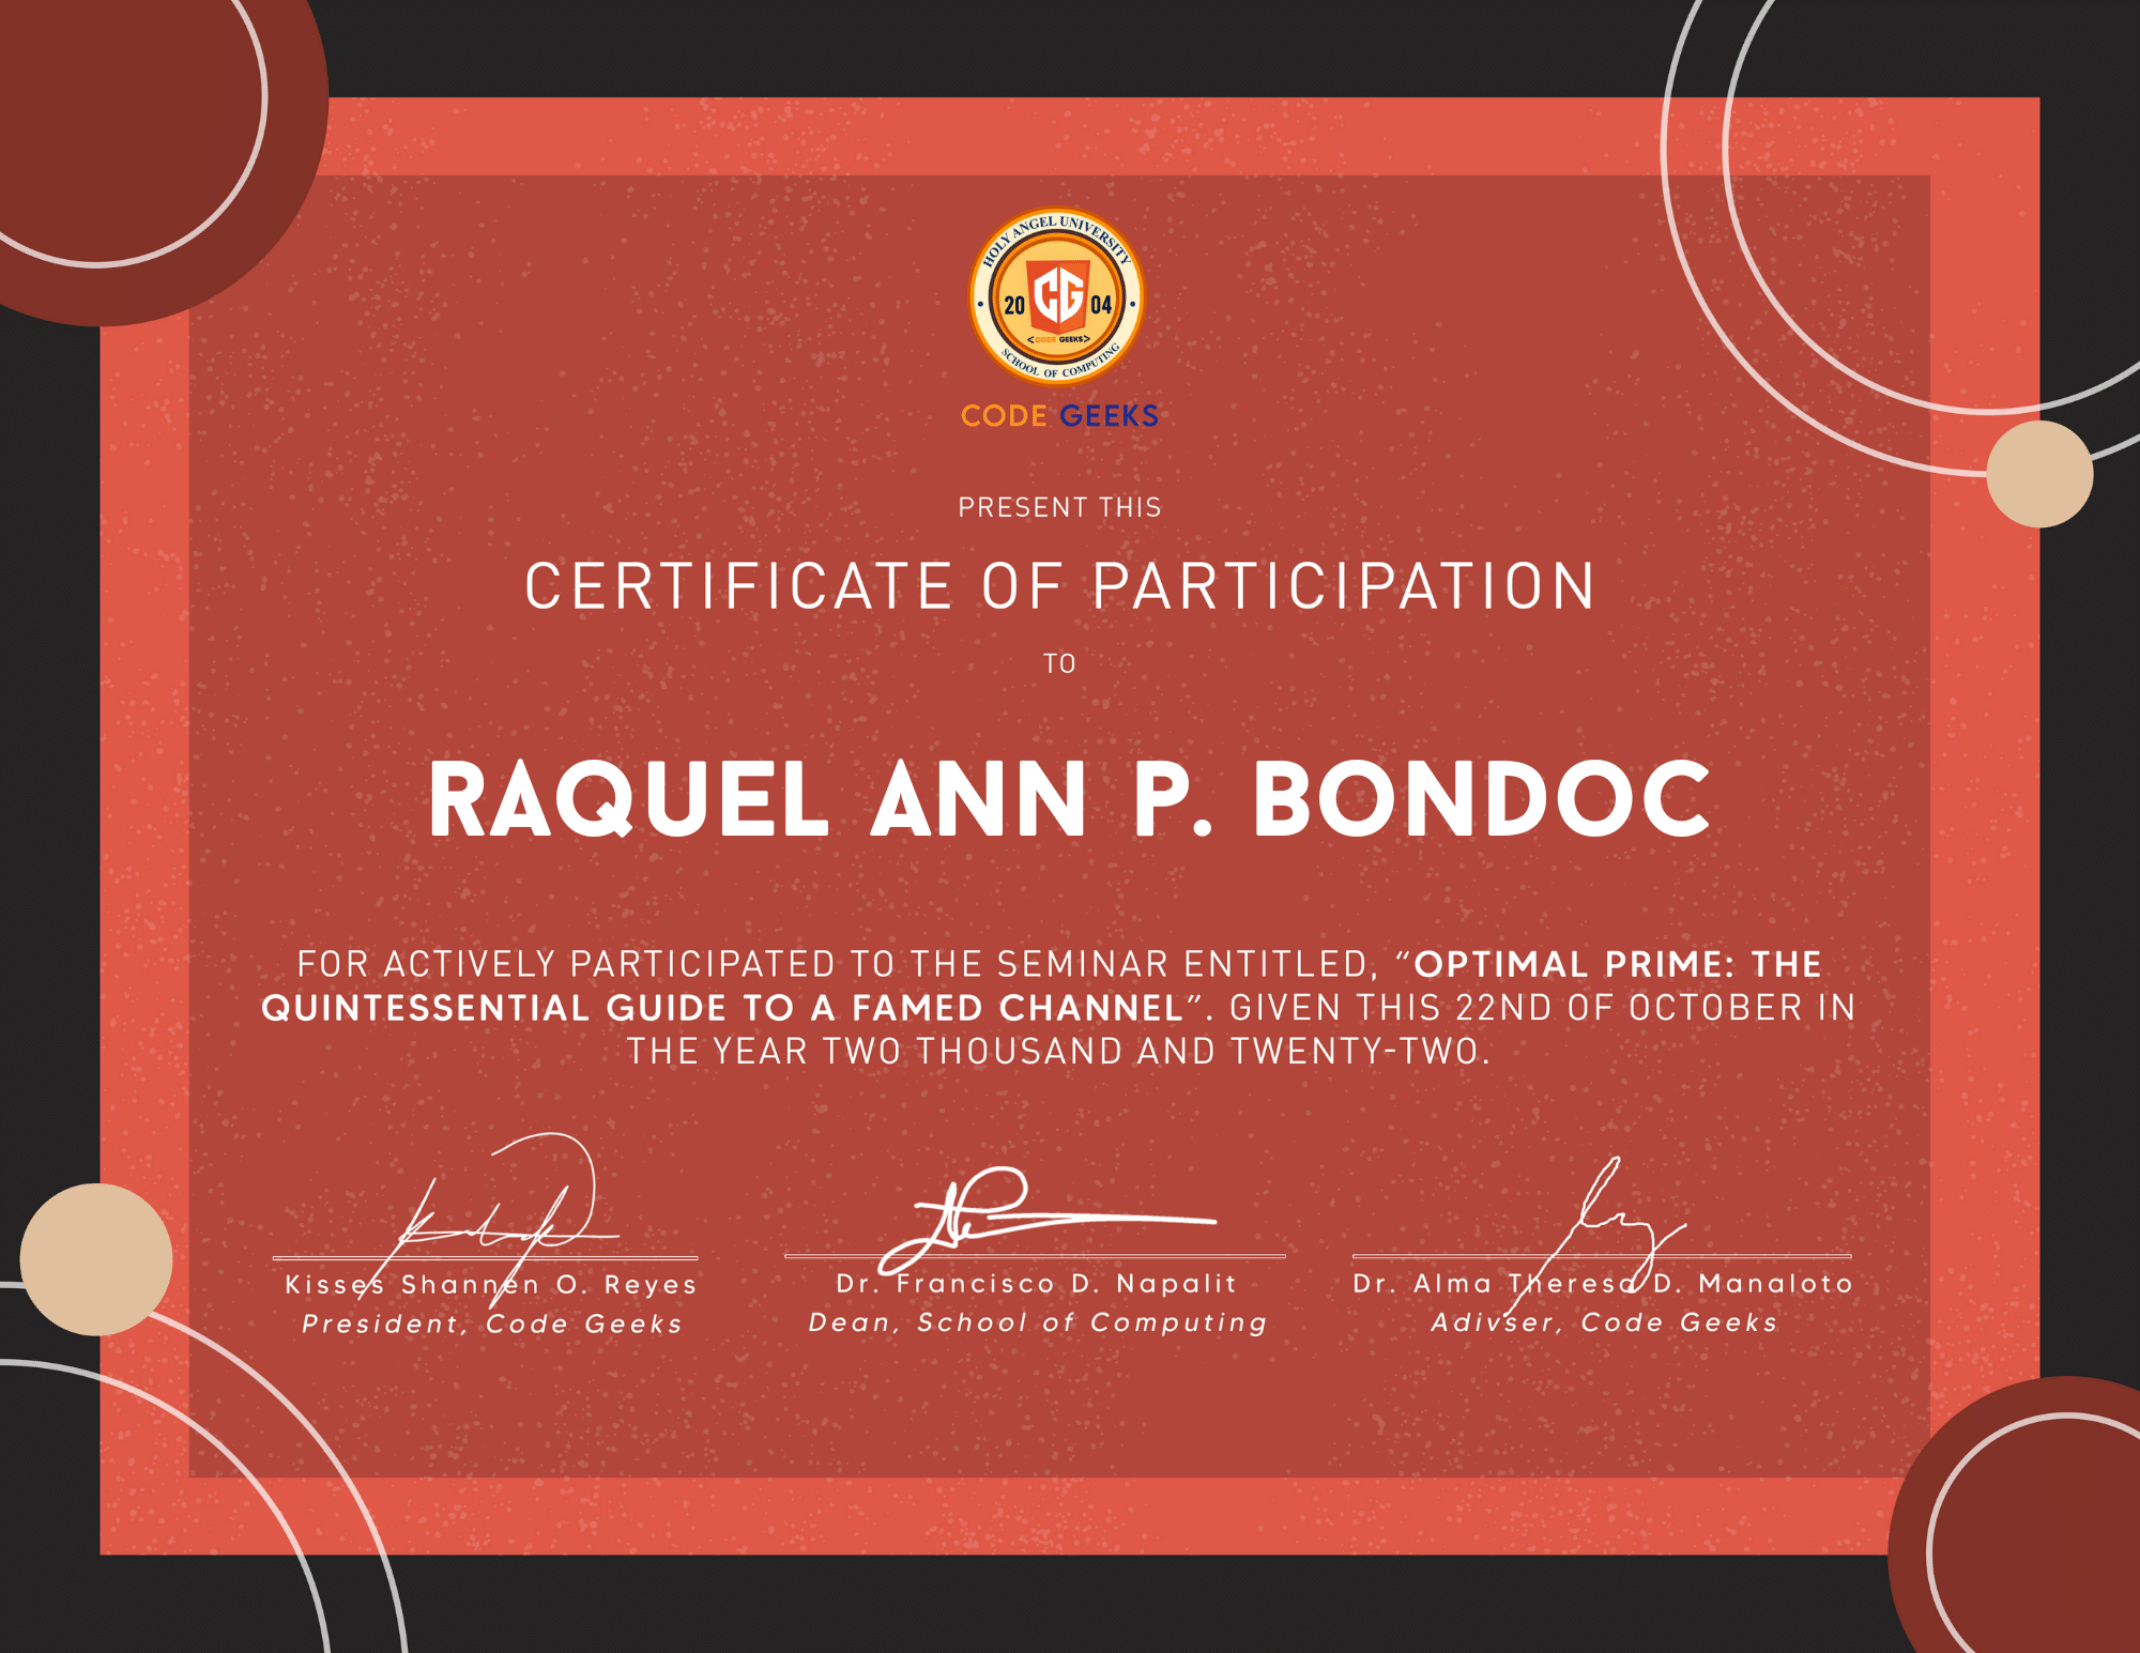 HOLY ANGEL UNIVERSITY
20 CG 04
<CODE GEEKS>
SCHOOL OF COMPUTING
CODE GEEKS
PRESENT THIS
CERTIFICATE OF PARTICIPATION
TO
RAQUEL ANN P. BONDOC
FOR ACTIVELY PARTICIPATED TO THE SEMINAR ENTITLED, “OPTIMAL PRIME: THE
QUINTESSENTIAL GUIDE TO A FAMED CHANNEL”. GIVEN THIS 22ND OF OCTOBER IN
THE YEAR TWO THOUSAND AND TWENTY-TWO.
Kisses Shannen O. Reyes
President, Code Geeks
Dr. Francisco D. Napalit
Dean, School of Computing
Dr. Alma Theresa D. Manaloto
Adivser, Code Geeks